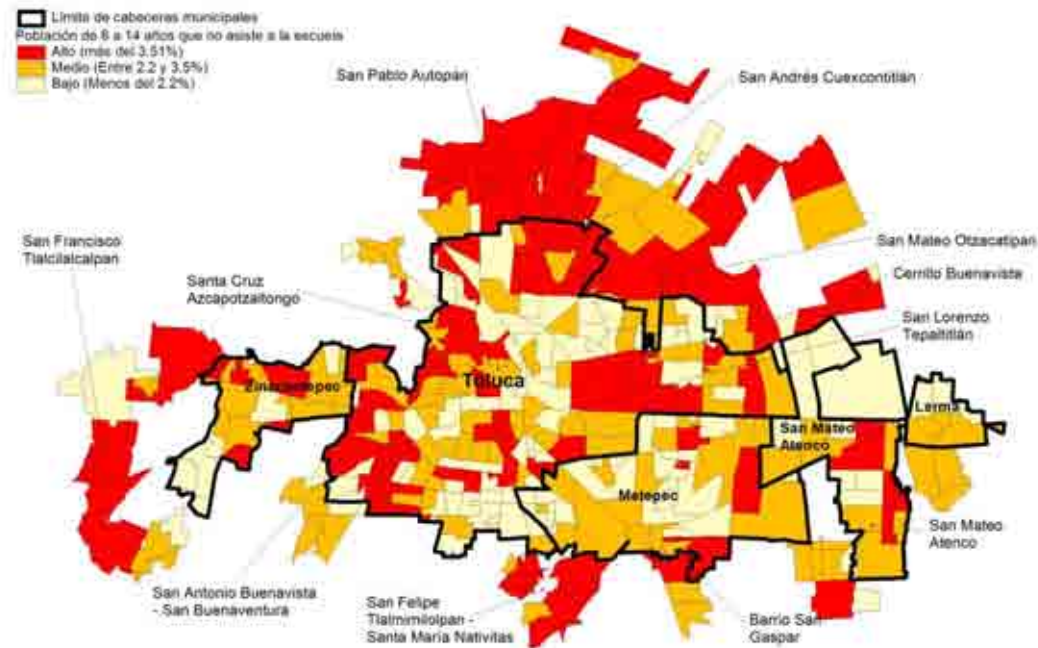 Límite de cabeceras municipales
Población de 6 a 14 años que no asiste a la escuela
Alto (más del 3.51%)
Medio (Entre 2.2 y 3.5%)
Bajo (Menos del 2.2%)
San Pablo Autopán
San Andrés Cuexcontitlán
San Francisco
Tlalcilalcalpan
San Mateo Otzacatipan
Santa Cruz
Azcapotzaltongo
Cerrillo Buenavista
San Lorenzo
Tepaltitlán
Zinacantepec
Toluca
Lerma
San Mateo
Atenco
Metepec
San Mateo
Atenco
San Antonio Buenavista
- San Buenaventura
San Felipe
Tlalmimilolpan -
Santa María Nativitas
Barrio San
Gaspar